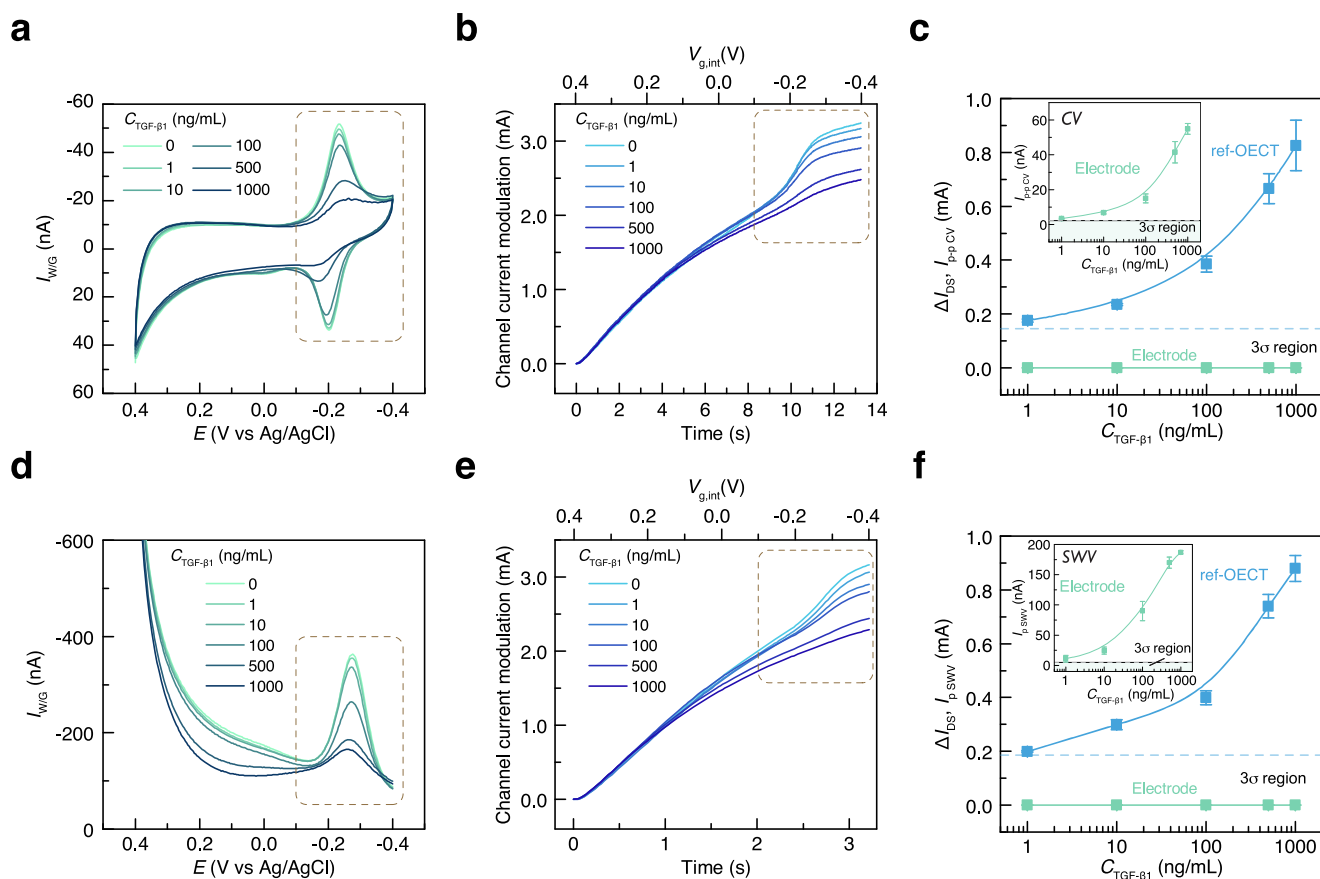 a
-60
-40
-20
0
20
40
60
I_W/G (nA)
C_TGF-β1 (ng/mL)
0
1
10
100
500
1000
0.4
0.2
0.0
-0.2
-0.4
E (V vs Ag/AgCl)
b
V_g,int(V)
0.4
0.2
0.0
-0.2
-0.4
Channel current modulation (mA)
3.0
2.0
1.0
0.0
C_TGF-β1 (ng/mL)
0
1
10
100
500
1000
0
2
4
6
8
10
12
14
Time (s)
c
ΔI_DS, I_p-p CV (mA)
1.0
0.8
0.6
0.4
0.2
0.0
CV
I_p-p CV (nA)
60
40
20
0
Electrode
3σ region
1
10
100
1000
C_TGF-β1 (ng/mL)
ref-OECT
Electrode
3σ region
1
10
100
1000
C_TGF-β1 (ng/mL)
d
-600
-400
-200
0
I_W/G (nA)
C_TGF-β1 (ng/mL)
0
1
10
100
500
1000
0.4
0.2
0.0
-0.2
-0.4
E (V vs Ag/AgCl)
e
V_g,int(V)
0.4
0.2
0.0
-0.2
-0.4
Channel current modulation (mA)
3.0
2.0
1.0
0.0
C_TGF-β1 (ng/mL)
0
1
10
100
500
1000
0
1
2
3
Time (s)
f
ΔI_DS, I_p SWV (mA)
1.0
0.8
0.6
0.4
0.2
0.0
SWV
I_p SWV (nA)
200
150
100
50
0
Electrode
3σ region
1
10
100
1000
C_TGF-β1 (ng/mL)
ref-OECT
Electrode
3σ region
1
10
100
1000
C_TGF-β1 (ng/mL)